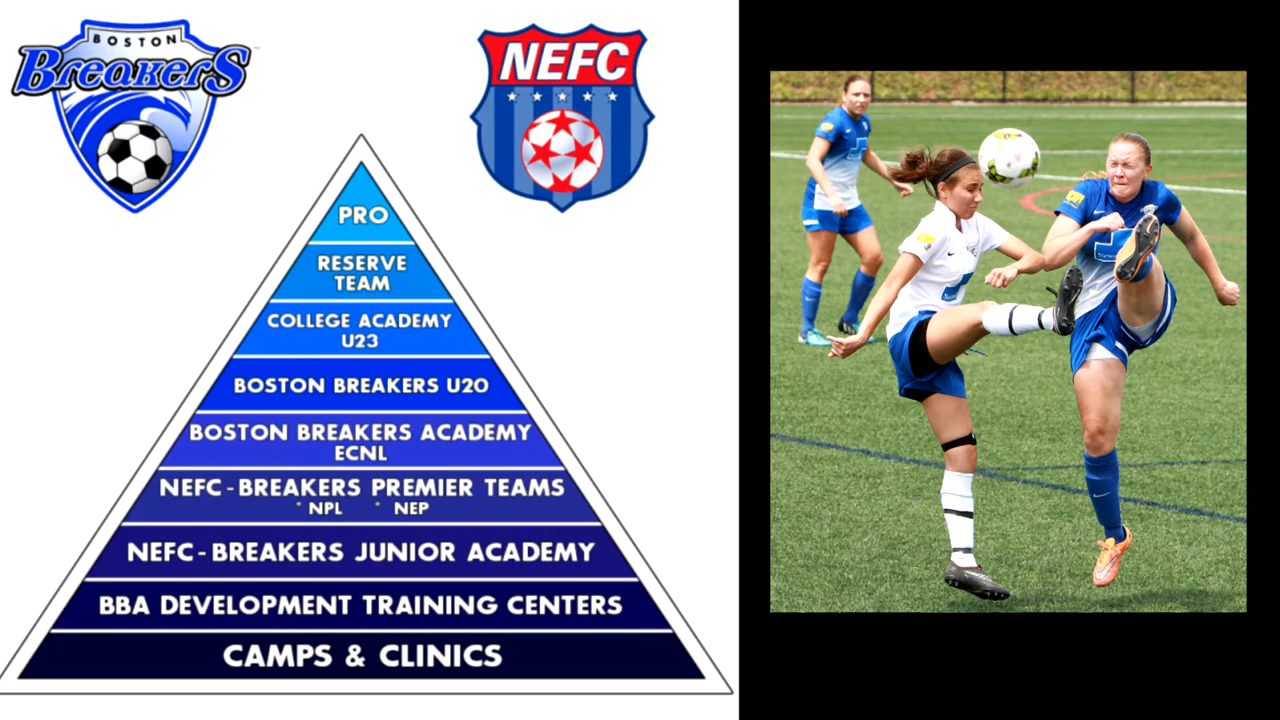 BOSTON
Breakers
NEFC
PRO
RESERVE
TEAM
COLLEGE ACADEMY
U23
BOSTON BREAKERS U20
BOSTON BREAKERS ACADEMY
ECNL
NEFC - BREAKERS PREMIER TEAMS
* NPL * NEP
NEFC - BREAKERS JUNIOR ACADEMY
BBA DEVELOPMENT TRAINING CENTERS
CAMPS & CLINICS